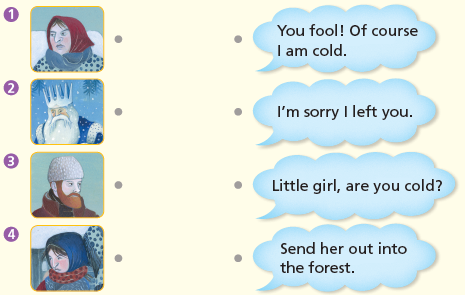 1
You fool! Of course
I am cold.
2
I'm sorry I left you.
3
Little girl, are you cold?
4
Send her out into
the forest.